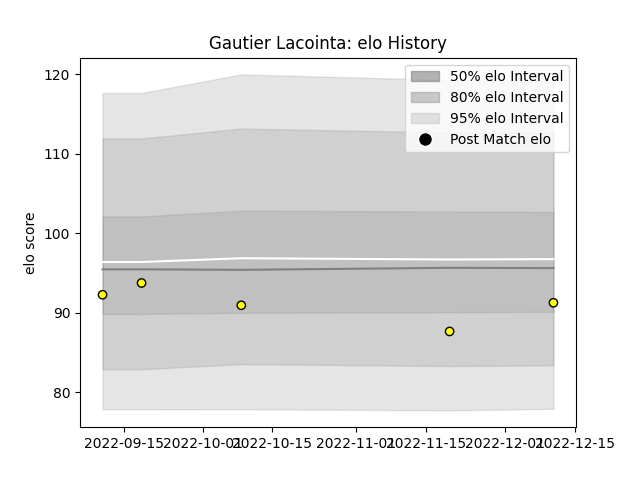 Gautier Lacointa: elo History
50% elo Interval
80% elo Interval
95% elo Interval
Post Match elo
elo score
120
110
100
90
80
2022-09-15 2022-10-01 2022-10-15 2022-11-01 2022-11-15 2022-12-01 2022-12-15